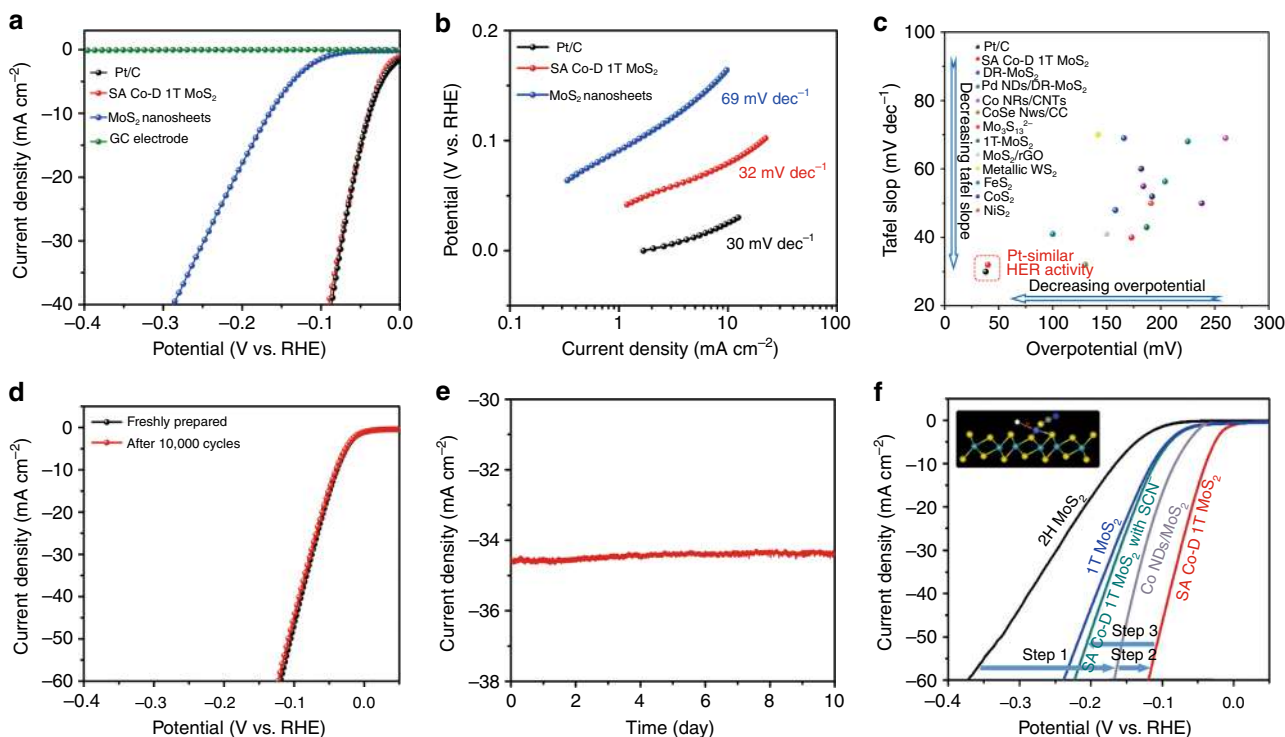 a
Current density (mA cm⁻²)
0
−10
−20
−30
−40
Pt/C
SA Co-D 1T MoS₂
MoS₂ nanosheets
GC electrode
−0.4
−0.3
−0.2
−0.1
0.0
Potential (V vs. RHE)
b
Potential (V vs. RHE)
0.2
0.1
0.0
Pt/C
SA Co-D 1T MoS₂
MoS₂ nanosheets
69 mV dec⁻¹
32 mV dec⁻¹
30 mV dec⁻¹
0.1
1
10
100
Current density (mA cm⁻²)
c
Tafel slop (mV dec⁻¹)
100
80
60
40
20
Decreasing tafel slope
Pt/C
SA Co-D 1T MoS₂
DR-MoS₂
Pd NDs/DR-MoS₂
Co NRs/CNTs
CoSe Nws/CC
Mo₃S₁₃²⁻
1T-MoS₂
MoS₂/rGO
Metallic WS₂
FeS₂
CoS₂
NiS₂
Pt-similar
HER activity
Decreasing overpotential
0
50
100
150
200
250
300
Overpotential (mV)
d
Current density (mA cm⁻²)
0
−10
−20
−30
−40
−50
−60
Freshly prepared
After 10,000 cycles
−0.4
−0.3
−0.2
−0.1
0.0
Potential (V vs. RHE)
e
Current density (mA cm⁻²)
−30
−32
−34
−36
−38
0
2
4
6
8
10
Time (day)
f
Current density (mA cm⁻²)
0
−10
−20
−30
−40
−50
−60
2H MoS₂
1T MoS₂
SA Co-D 1T MoS₂ with SCN⁻
Co NDs/MoS₂
SA Co-D 1T MoS₂
Step 3
Step 1
Step 2
−0.4
−0.3
−0.2
−0.1
0.0
Potential (V vs. RHE)